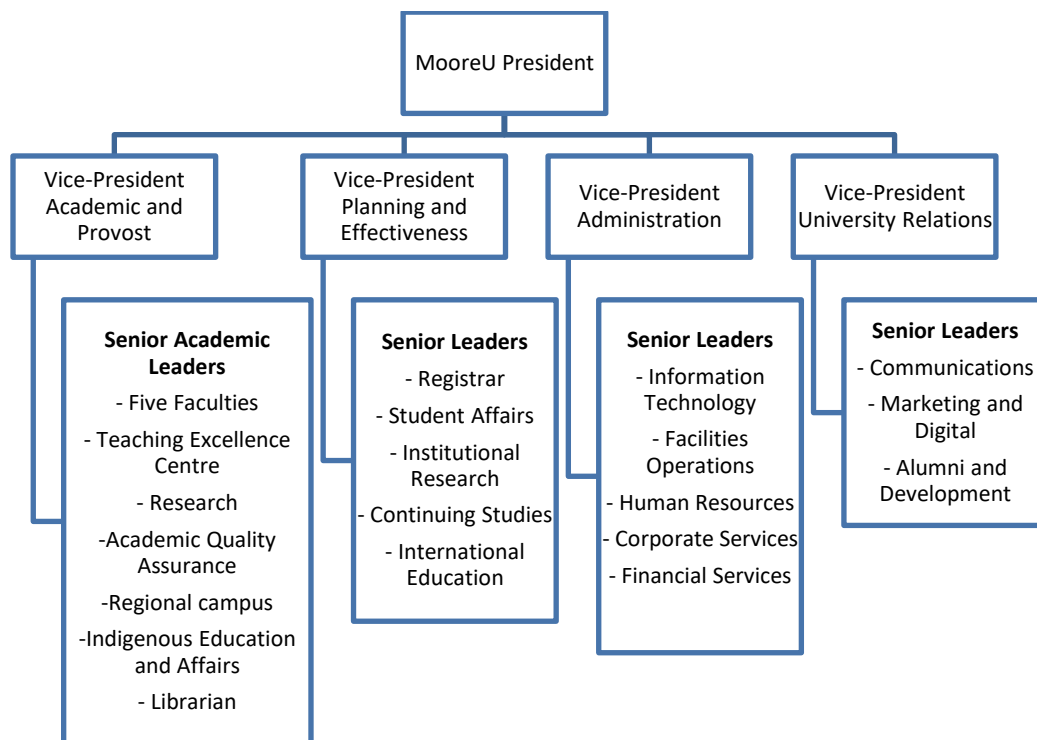 MooreU President
Vice-President
Academic and
Provost
Vice-President
Planning and
Effectiveness
Vice-President
Administration
Vice-President
University Relations
Senior Academic
Leaders
- Five Faculties
- Teaching Excellence
Centre
- Research
-Academic Quality
Assurance
-Regional campus
-Indigenous Education
and Affairs
- Librarian
Senior Leaders
- Registrar
- Student Affairs
- Institutional
Research
- Continuing Studies
- International
Education
Senior Leaders
- Information
Technology
- Facilities
Operations
- Human Resources
- Corporate Services
- Financial Services
Senior Leaders
- Communications
- Marketing and
Digital
- Alumni and
Development